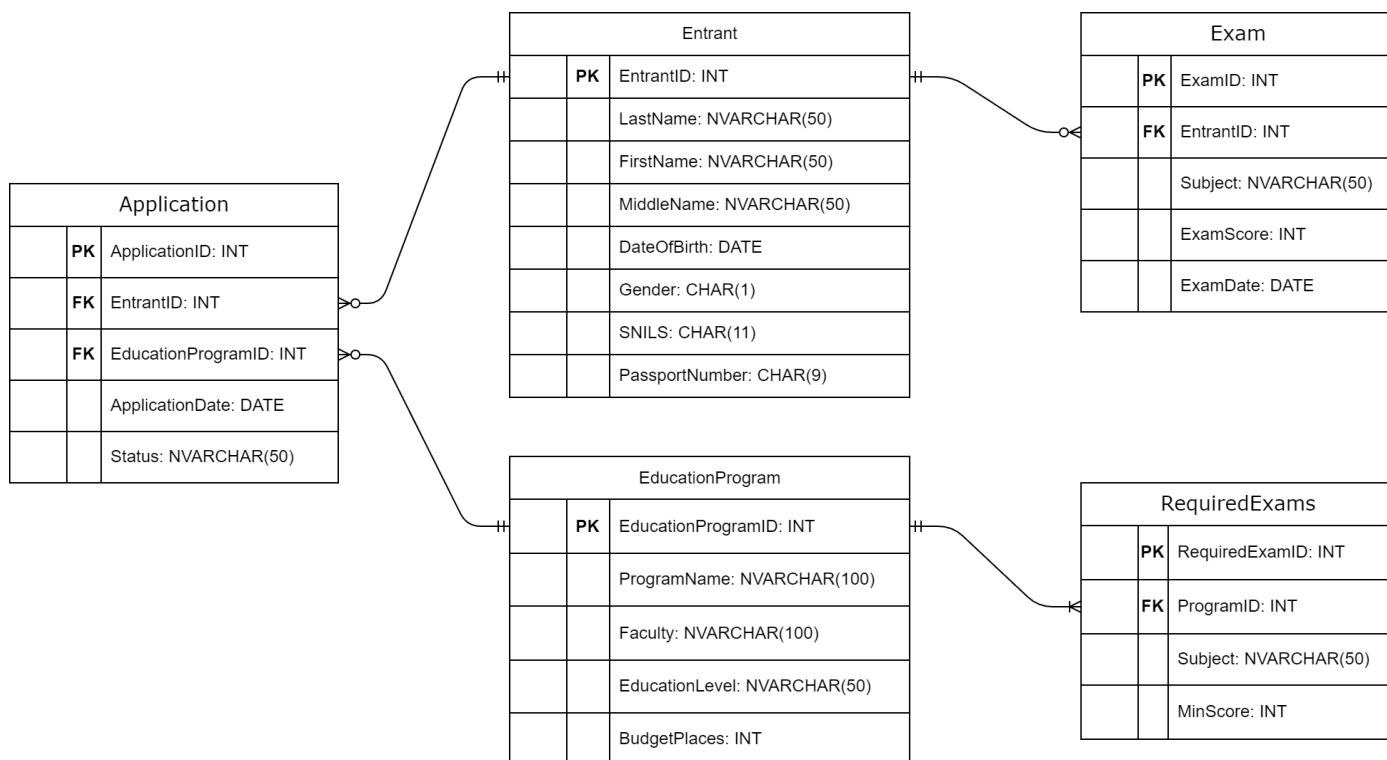 Application
PK ApplicationID: INT
FK EntrantID: INT
FK EducationProgramID: INT
ApplicationDate: DATE
Status: NVARCHAR(50)
Entrant
PK EntrantID: INT
LastName: NVARCHAR(50)
FirstName: NVARCHAR(50)
MiddleName: NVARCHAR(50)
DateOfBirth: DATE
Gender: CHAR(1)
SNILS: CHAR(11)
PassportNumber: CHAR(9)
EducationProgram
PK EducationProgramID: INT
ProgramName: NVARCHAR(100)
Faculty: NVARCHAR(100)
EducationLevel: NVARCHAR(50)
BudgetPlaces: INT
Exam
PK ExamID: INT
FK EntrantID: INT
Subject: NVARCHAR(50)
ExamScore: INT
ExamDate: DATE
RequiredExams
PK RequiredExamID: INT
FK ProgramID: INT
Subject: NVARCHAR(50)
MinScore: INT